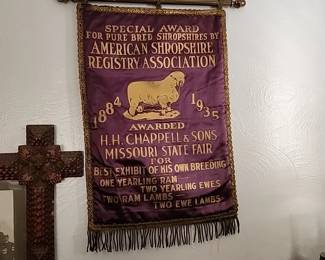 SPECIAL AWARD
FOR PURE BRED SHROPSHIRES BY
AMERICAN SHROPSHIRE
REGISTRY ASSOCIATION
1884 1935
AWARDED
H.H. CHAPPELL & SONS
MISSOURI STATE FAIR
FOR
BEST EXHIBIT OF HIS OWN BREEDING
ONE YEARLING RAM
TWO YEARLING EWES
TWO RAM LAMBS
TWO EWE LAMBS